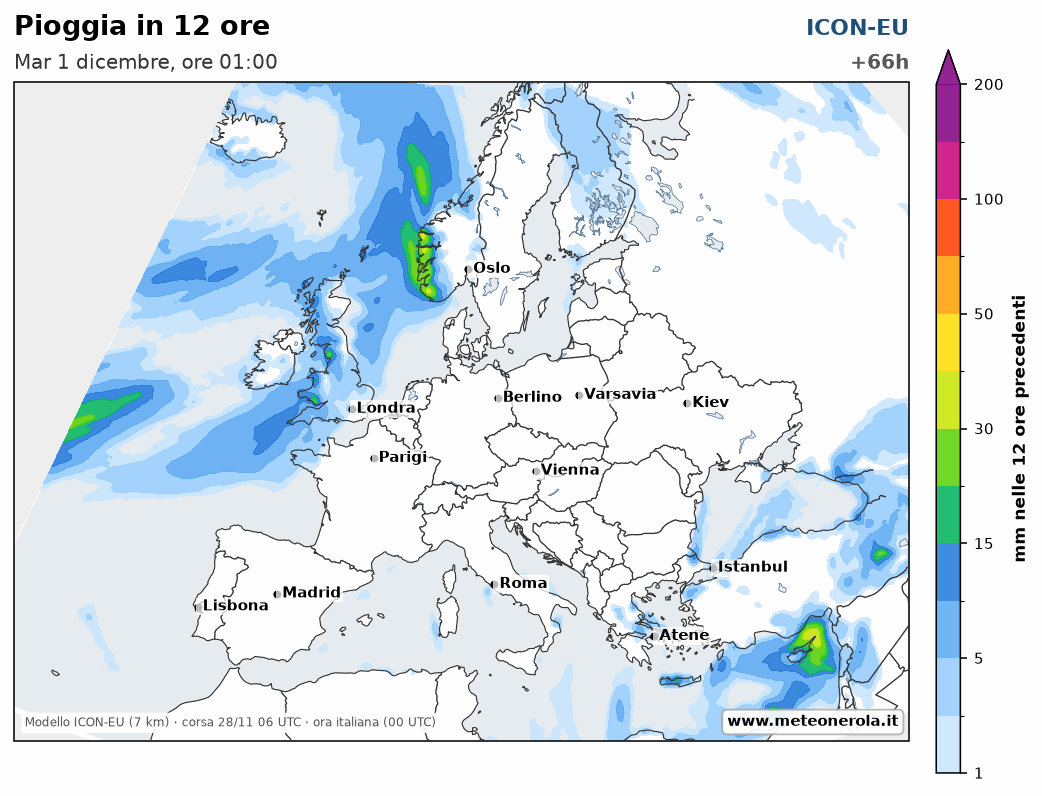 Pioggia in 12 ore
ICON-EU
Mar 1 dicembre, ore 01:00
+66h
200
100
50
30
15
5
1
mm nelle 12 ore precedenti
Oslo
Berlino
Varsavia
Kiev
Londra
Parigi
Vienna
Istanbul
Roma
Madrid
Lisbona
Atene
Modello ICON-EU (7 km) · corsa 28/11 06 UTC · ora italiana (00 UTC)
www.meteonerola.it